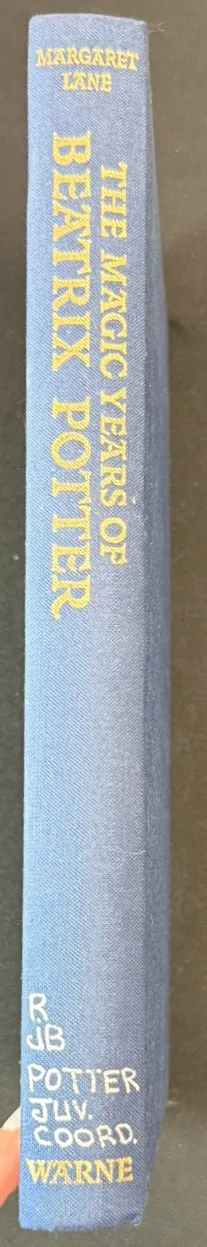 MARGARET
LANE
THE MAGIC YEARS OF
BEATRIX POTTER
R
JB
POTTER
JUV.
COORD.
WARNE